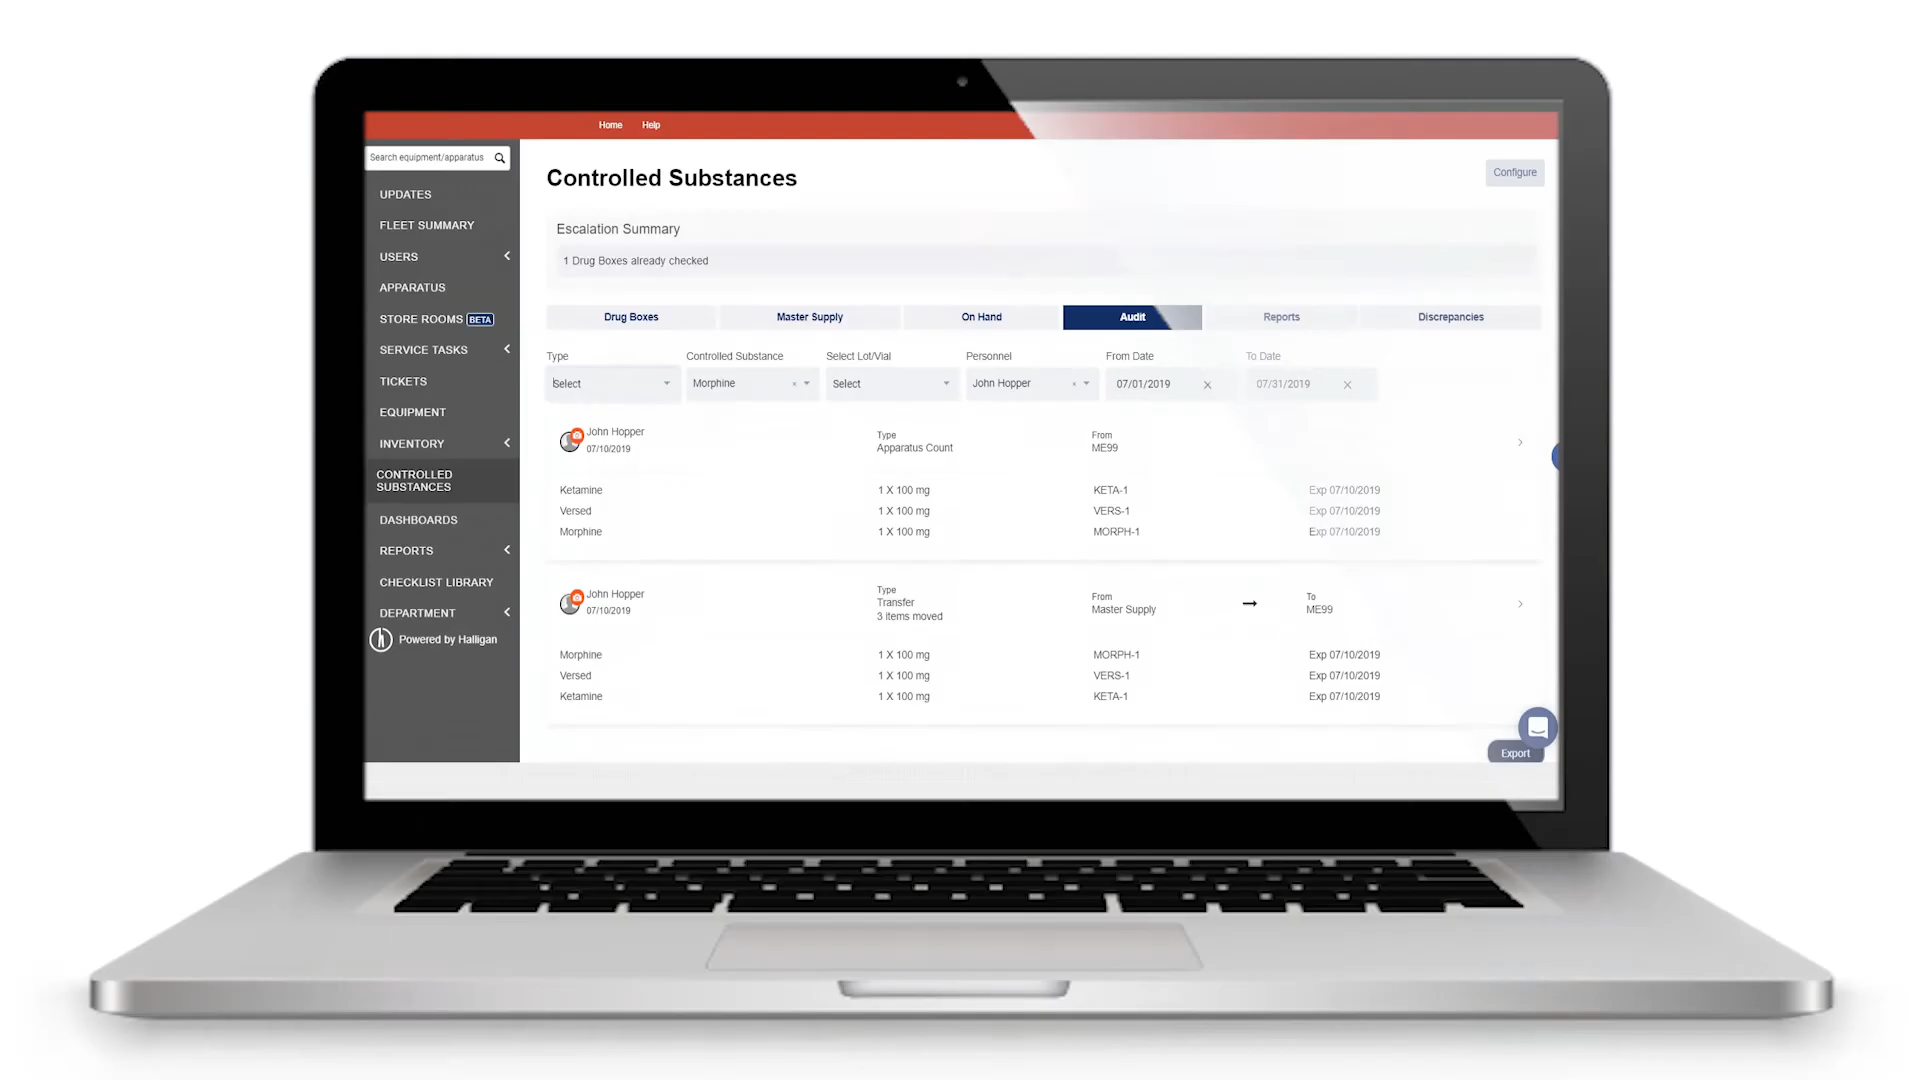 Home Help
Search equipment/apparatus
UPDATES
FLEET SUMMARY
USERS
APPARATUS
STORE ROOMS BETA
SERVICE TASKS
TICKETS
EQUIPMENT
INVENTORY
CONTROLLED
SUBSTANCES
DASHBOARDS
REPORTS
CHECKLIST LIBRARY
DEPARTMENT
Powered by Halligan
Controlled Substances
Configure
Escalation Summary
1 Drug Boxes already checked
Drug Boxes Master Supply On Hand Audit Reports Discrepancies
Type Controlled Substance Select Lot/Vial Personnel From Date To Date
Select Morphine × Select John Hopper × 07/01/2019 × 07/31/2019 ×
John Hopper
07/10/2019
Type
Apparatus Count
From
ME99
Ketamine 1 X 100 mg KETA-1 Exp 07/10/2019
Versed 1 X 100 mg VERS-1 Exp 07/10/2019
Morphine 1 X 100 mg MORPH-1 Exp 07/10/2019
John Hopper
07/10/2019
Type
Transfer
3 items moved
From
Master Supply
To
ME99
Morphine 1 X 100 mg MORPH-1 Exp 07/10/2019
Versed 1 X 100 mg VERS-1 Exp 07/10/2019
Ketamine 1 X 100 mg KETA-1 Exp 07/10/2019
Export